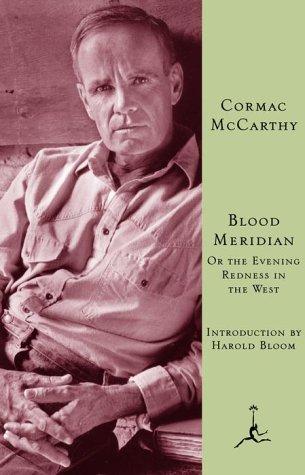 CORMAC
MCCARTHY
BLOOD
MERIDIAN
OR THE EVENING
REDNESS IN
THE WEST
INTRODUCTION BY
HAROLD BLOOM